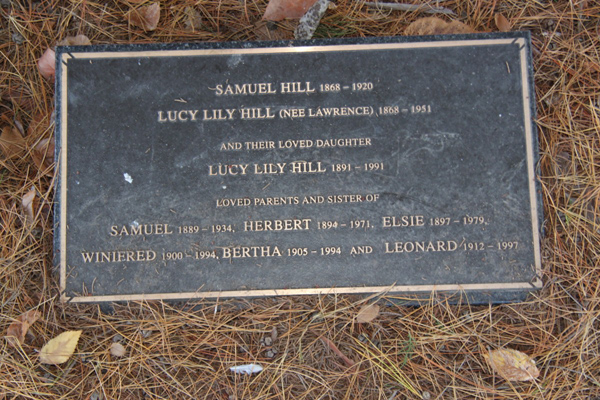 SAMUEL HILL 1868 – 1920
LUCY LILY HILL (NEE LAWRENCE) 1868 – 1951
AND THEIR LOVED DAUGHTER
LUCY LILY HILL 1891 – 1991
LOVED PARENTS AND SISTER OF
SAMUEL 1889 – 1934, HERBERT 1894 – 1971, ELSIE 1897 – 1979,
WINIFRED 1900 – 1994, BERTHA 1905 – 1994 AND LEONARD 1912 – 1997